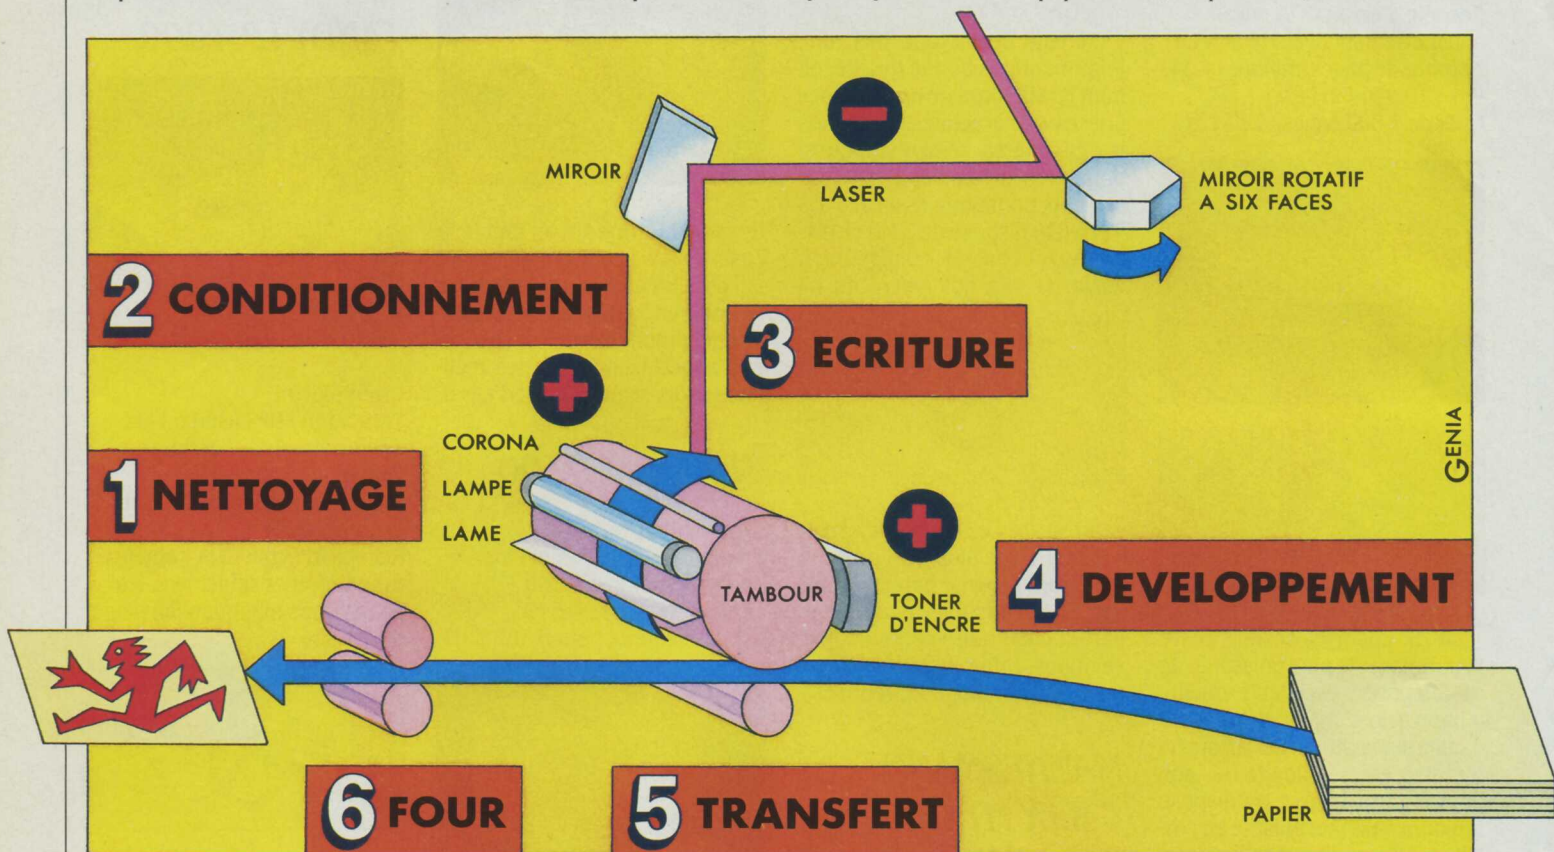 MIROIR
LASER
MIROIR ROTATIF
A SIX FACES
2 CONDITIONNEMENT
3 ECRITURE
CORONA
1 NETTOYAGE
LAMPE
LAME
GENIA
TAMBOUR
TONER
D'ENCRE
4 DEVELOPPEMENT
6 FOUR
5 TRANSFERT
PAPIER